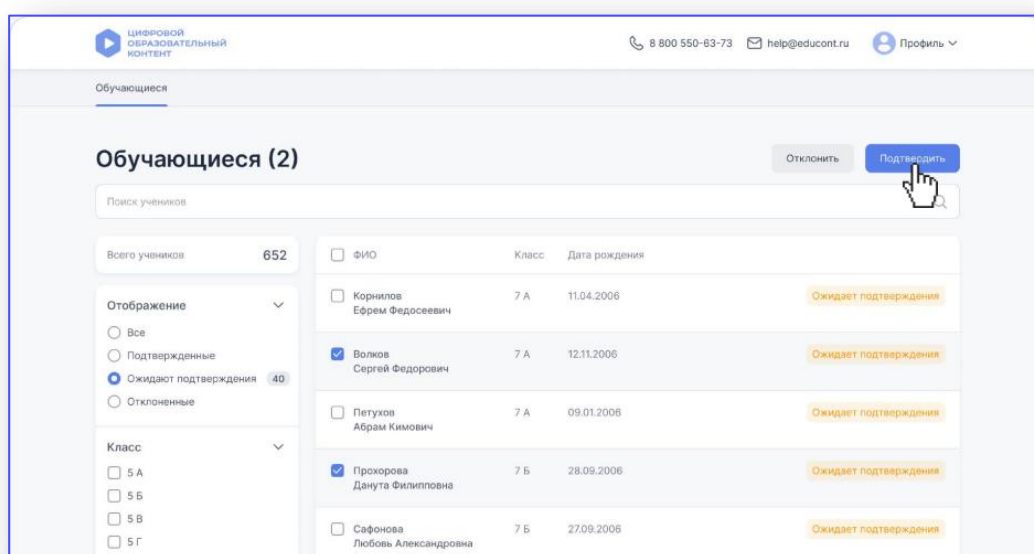 ЦИФРОВОЙ
ОБРАЗОВАТЕЛЬНЫЙ
КОНТЕНТ
8 800 550-63-73 help@educont.ru Профиль
Обучающиеся
Обучающиеся (2)
Отклонить Подтвердить
Поиск учеников
Всего учеников 652
ФИО Класс Дата рождения
Отображение
Все
Подтвержденные
Ожидают подтверждения 40
Отклоненные
Класс
5 А
5 Б
5 В
5 Г
Корнилов 7 А 11.04.2006 Ожидает подтверждения
Ефрем Федосеевич
Волков 7 А 12.11.2006 Ожидает подтверждения
Сергей Федорович
Петухов 7 А 09.01.2006 Ожидает подтверждения
Абрам Кимович
Прохорова 7 Б 28.09.2006 Ожидает подтверждения
Данута Филипповна
Сафонова 7 Б 27.09.2006 Ожидает подтверждения
Любовь Александровна